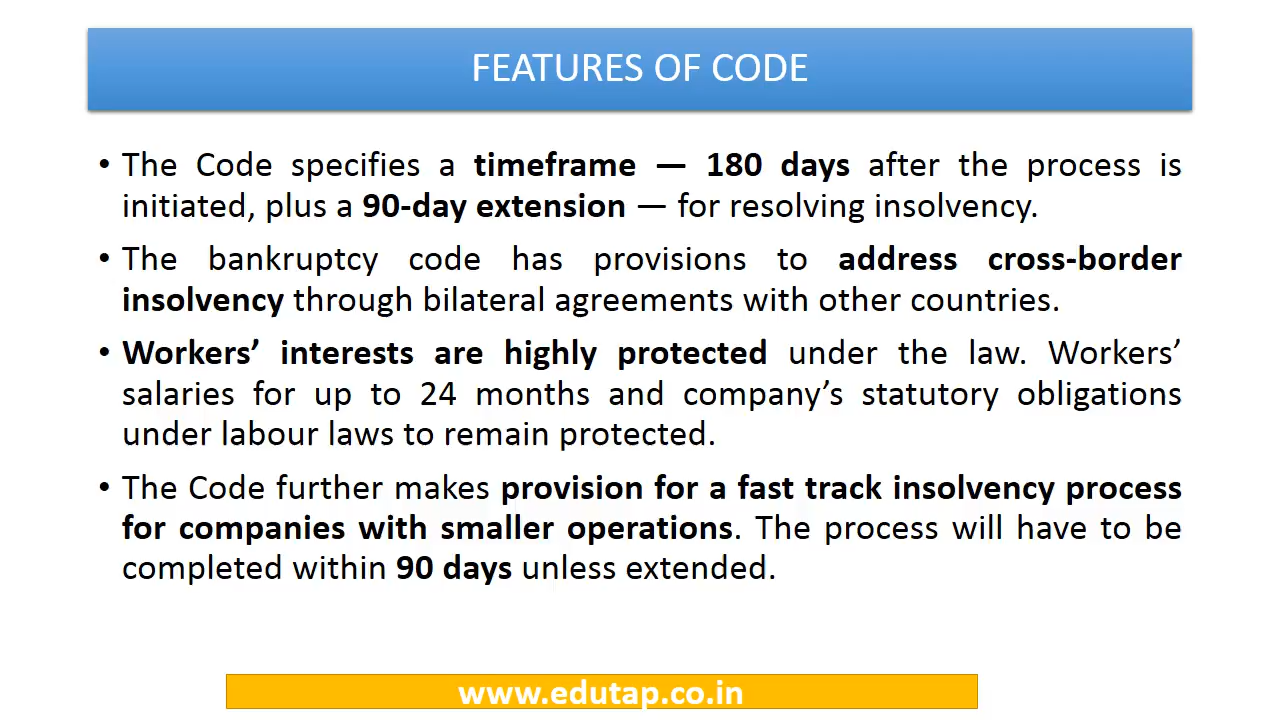 FEATURES OF CODE
• The Code specifies a timeframe — 180 days after the process is
initiated, plus a 90-day extension — for resolving insolvency.
• The bankruptcy code has provisions to address cross-border
insolvency through bilateral agreements with other countries.
• Workers’ interests are highly protected under the law. Workers’
salaries for up to 24 months and company’s statutory obligations
under labour laws to remain protected.
• The Code further makes provision for a fast track insolvency process
for companies with smaller operations. The process will have to be
completed within 90 days unless extended.
www.edutap.co.in